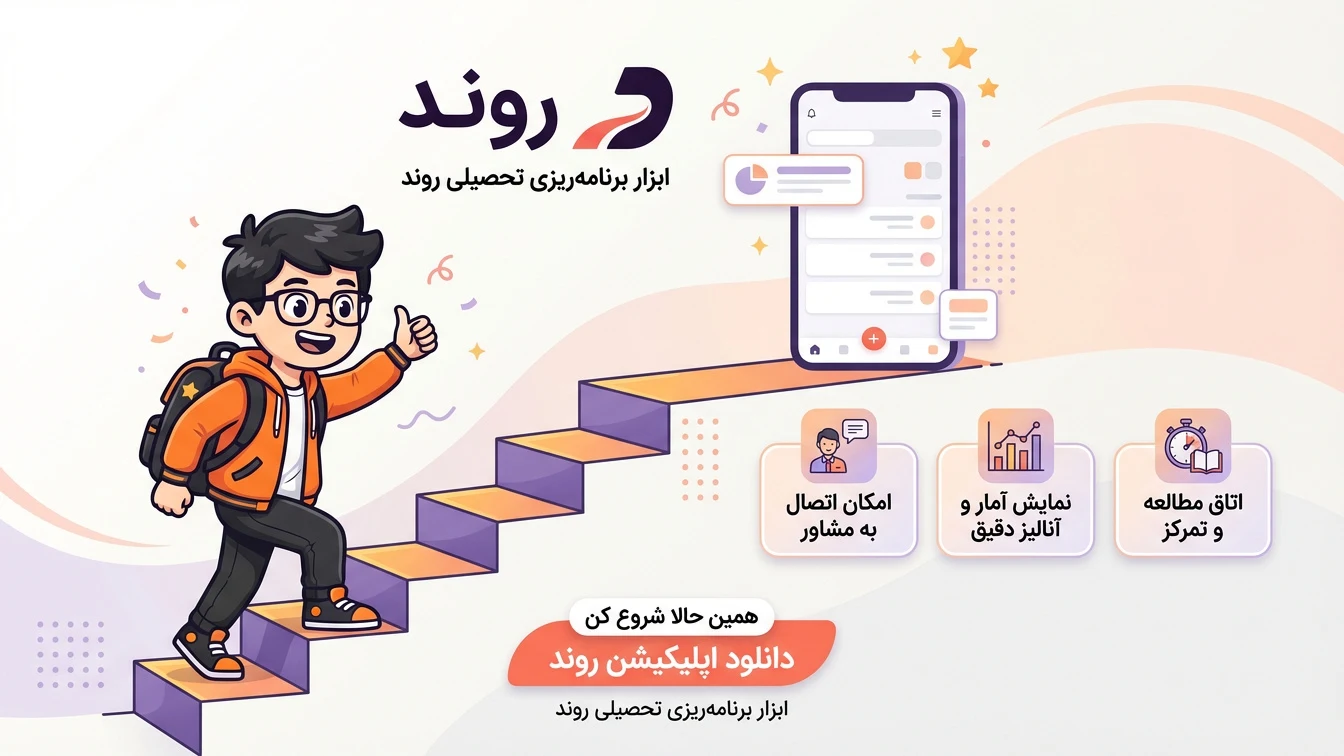 روند
ابزار برنامه‌ریزی تحصیلی روند
اتاق مطالعه
و تمرکز
نمایش آمار و
آنالیز دقیق
امکان اتصال
به مشاور
همین حالا شروع کن
دانلود اپلیکیشن روند
ابزار برنامه‌ریزی تحصیلی روند